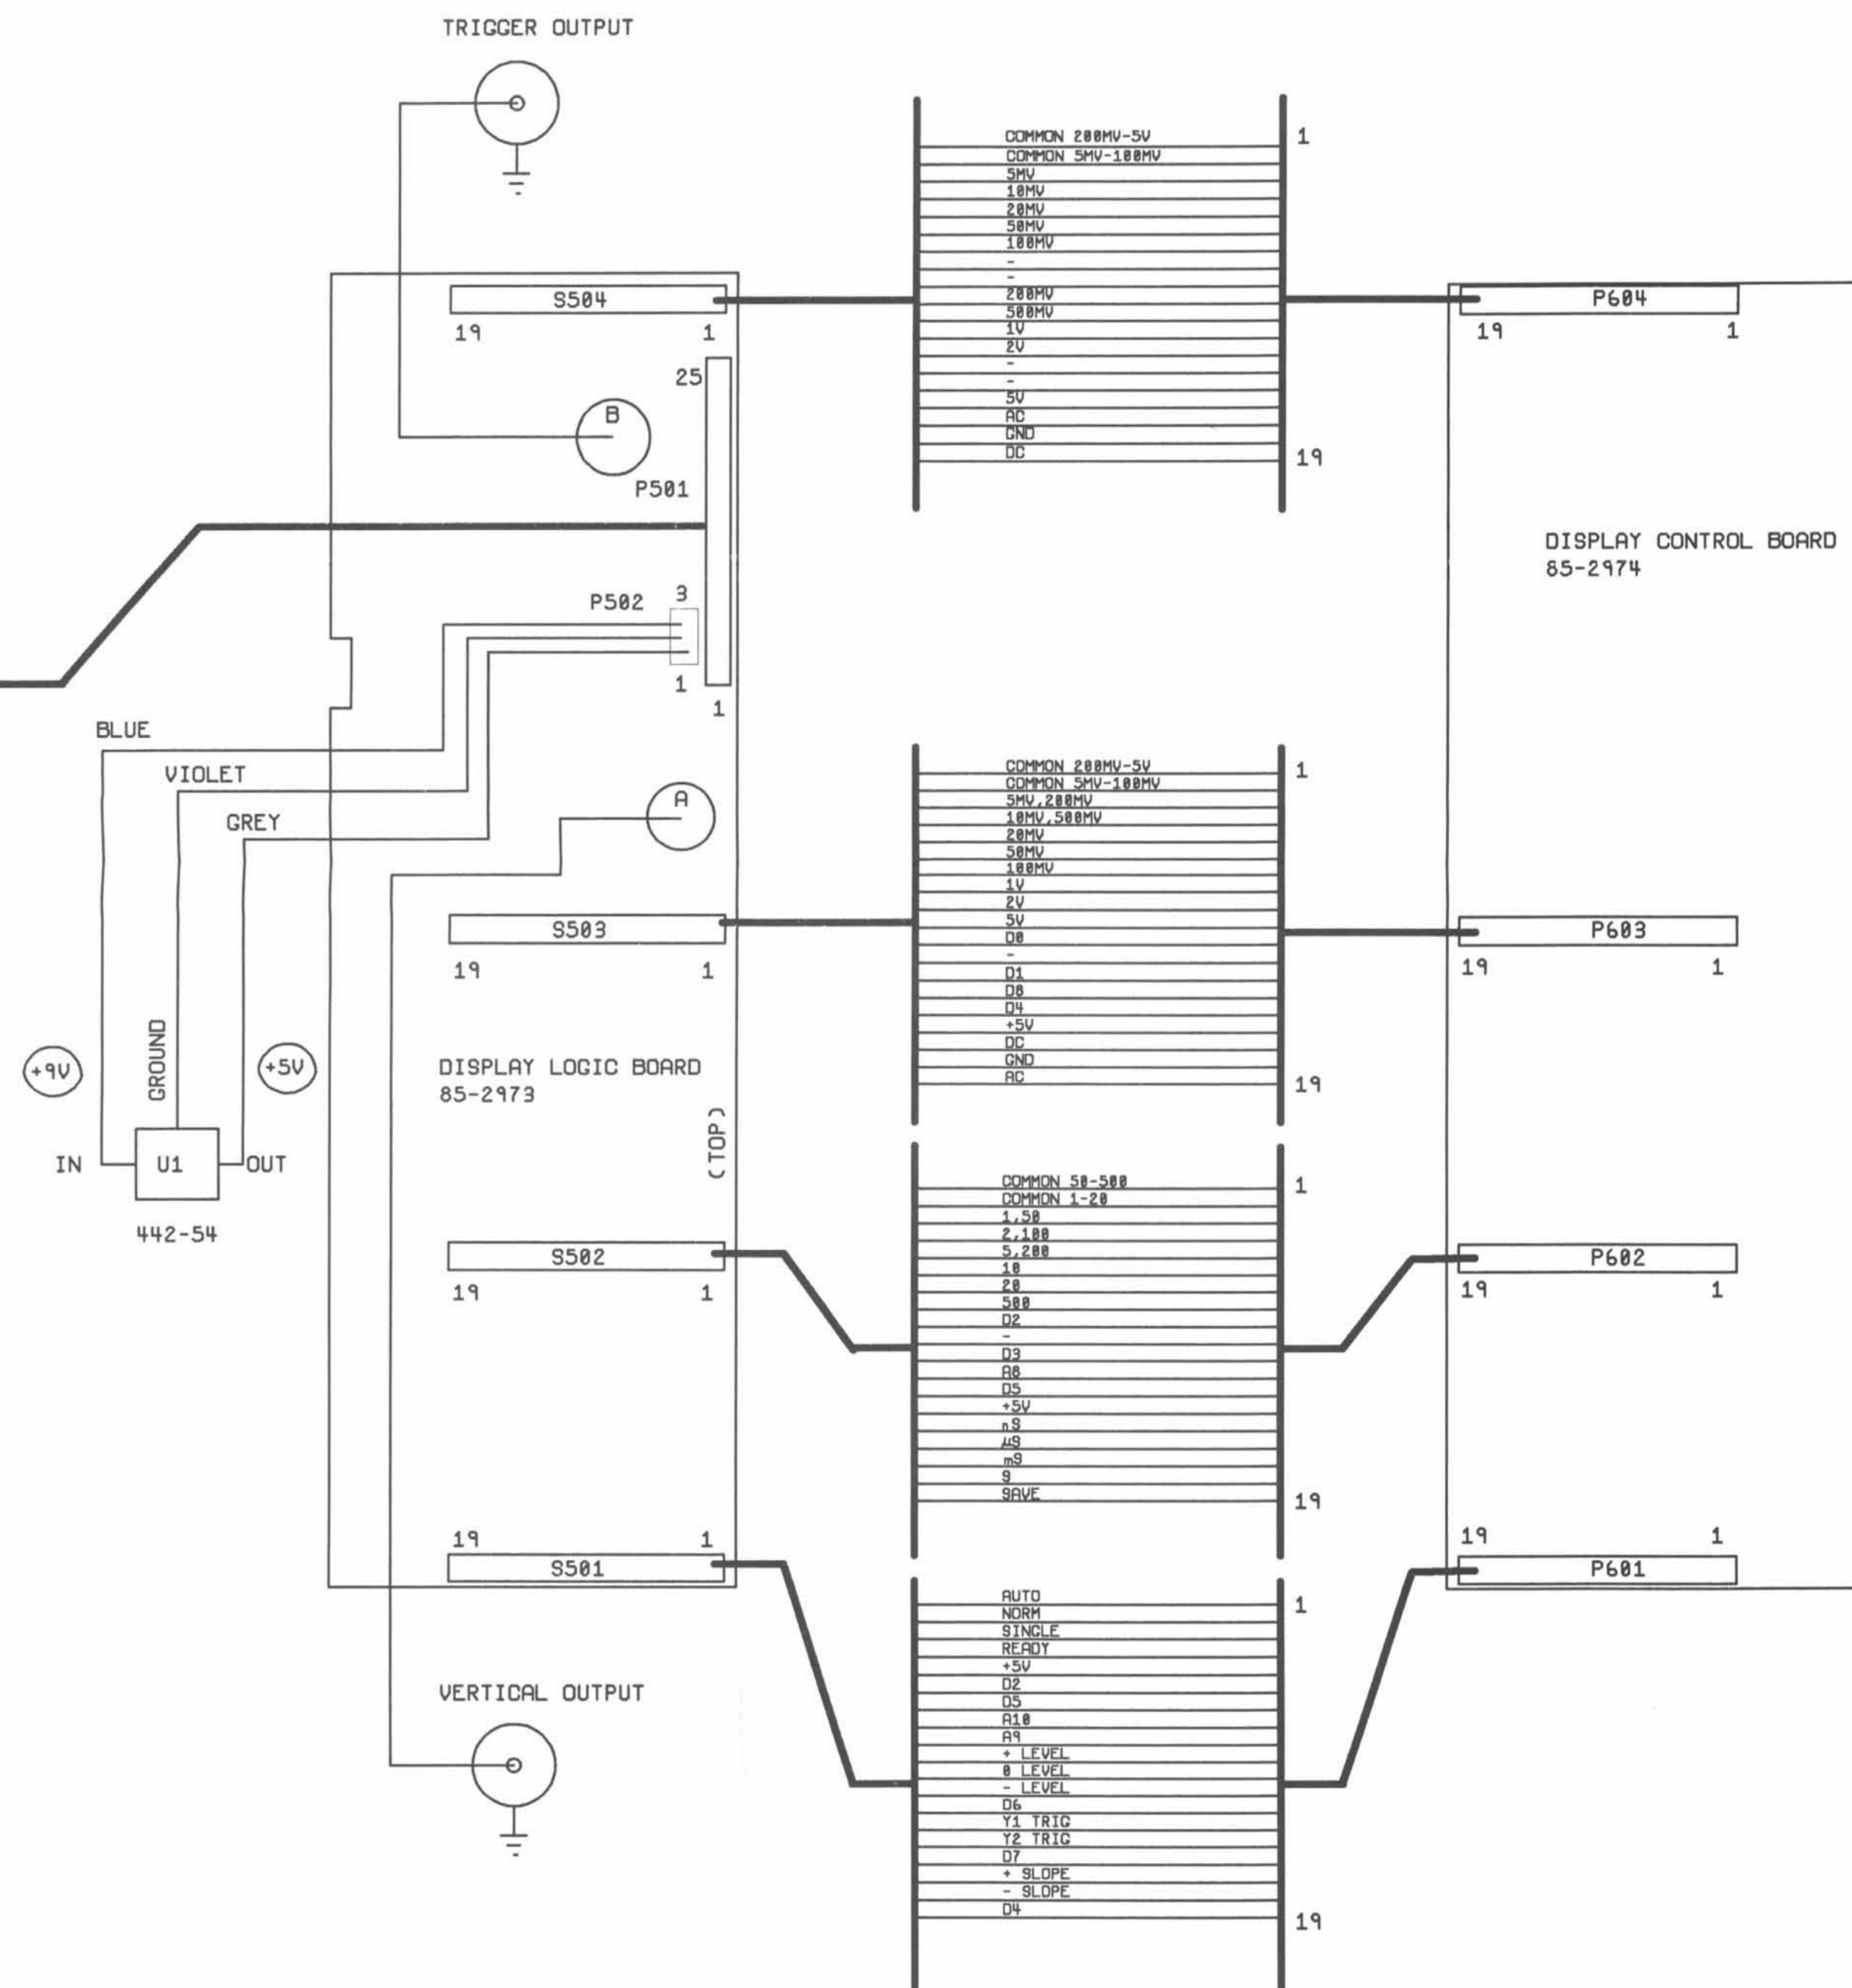 TRIGGER OUTPUT
COMMON 200MV-5V
1
COMMON 5MV-100MV
5MV
10MV
20MV
50MV
100MV
-
-
200MV
500MV
1V
2V
-
-
5V
AC
GND
DC
19
S504
19 1
P604
19 1
25
B
P501
DISPLAY CONTROL BOARD
85-2974
P502
3
1
1
BLUE
VIOLET
GREY
A
COMMON 200MV-5V
1
COMMON 5MV-100MV
5MV,200MV
10MV,500MV
20MV
50MV
100MV
1V
2V
5V
D0
-
D1
D8
D4
+5V
DC
GND
AC
19
S503
19 1
P603
19 1
+9V
GROUND
+5V
DISPLAY LOGIC BOARD
85-2973
(TOP)
IN
U1
OUT
442-54
COMMON 50-500
1
COMMON 1-20
1,50
2,100
5,200
10
20
500
D2
-
D3
A8
D5
+5V
nS
µS
mS
S
SAVE
19
S502
19 1
P602
19 1
19 1
S501
19 1
P601
AUTO
1
NORM
SINGLE
READY
+5V
D2
D5
A10
A9
+ LEVEL
0 LEVEL
- LEVEL
D6
Y1 TRIG
Y2 TRIG
D7
+ SLOPE
- SLOPE
D4
19
VERTICAL OUTPUT